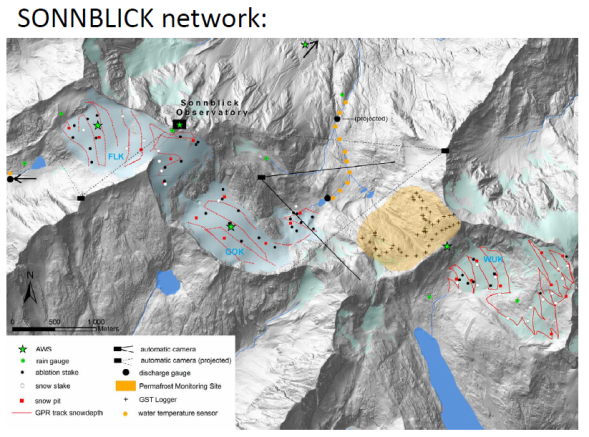 SONNBLICK network:
Sonnblick
Observatory
(projected)
FLK
GOK
WUK
N
0 500 1 000
Meters
AWS
rain gauge
ablation stake
snow stake
snow pit
GPR track snowdepth
automatic camera
automatic camera (projected)
discharge gauge
Permafrost Monitoring Site
GST Logger
water temperature sensor